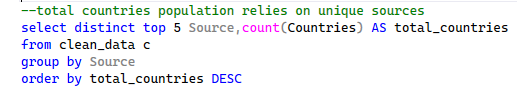 --total countries population relies on unique sources
select distinct top 5 Source,count(Countries) AS total_countries
from clean_data c
group by Source
order by total_countries DESC